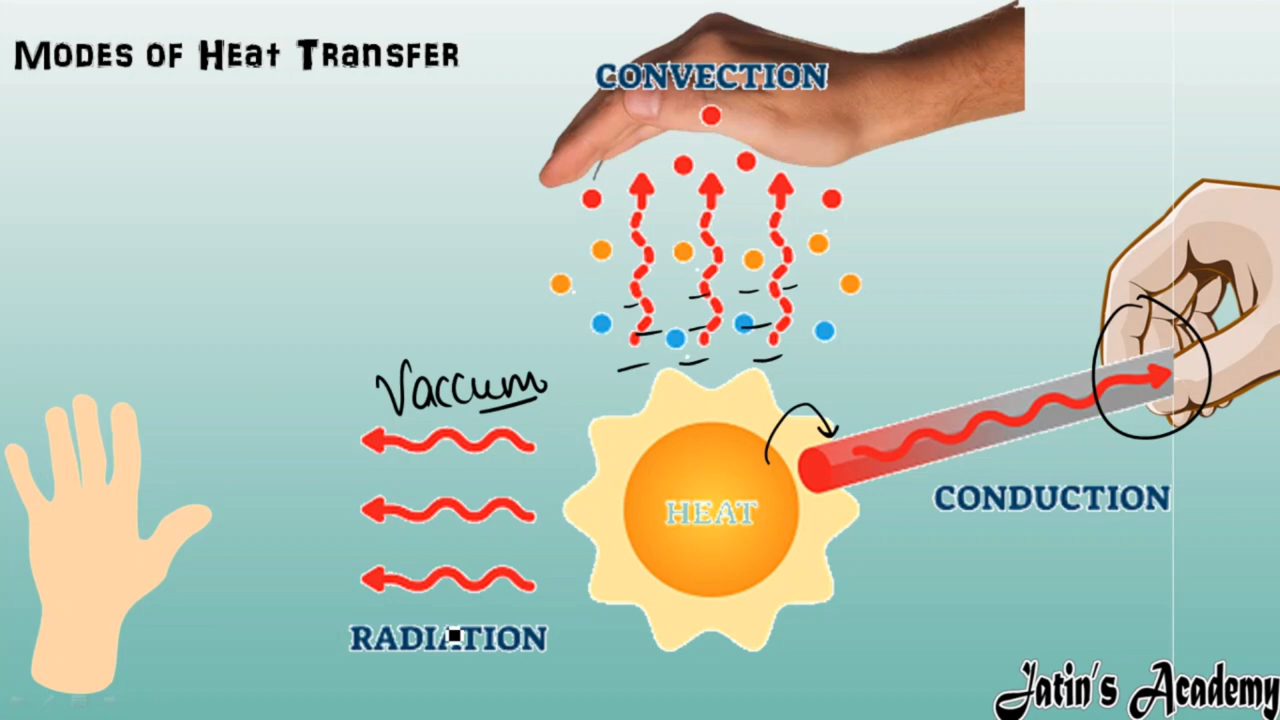 Modes of Heat Transfer
CONVECTION
Vaccum
HEAT
CONDUCTION
RADIATION
Jatin's Academy